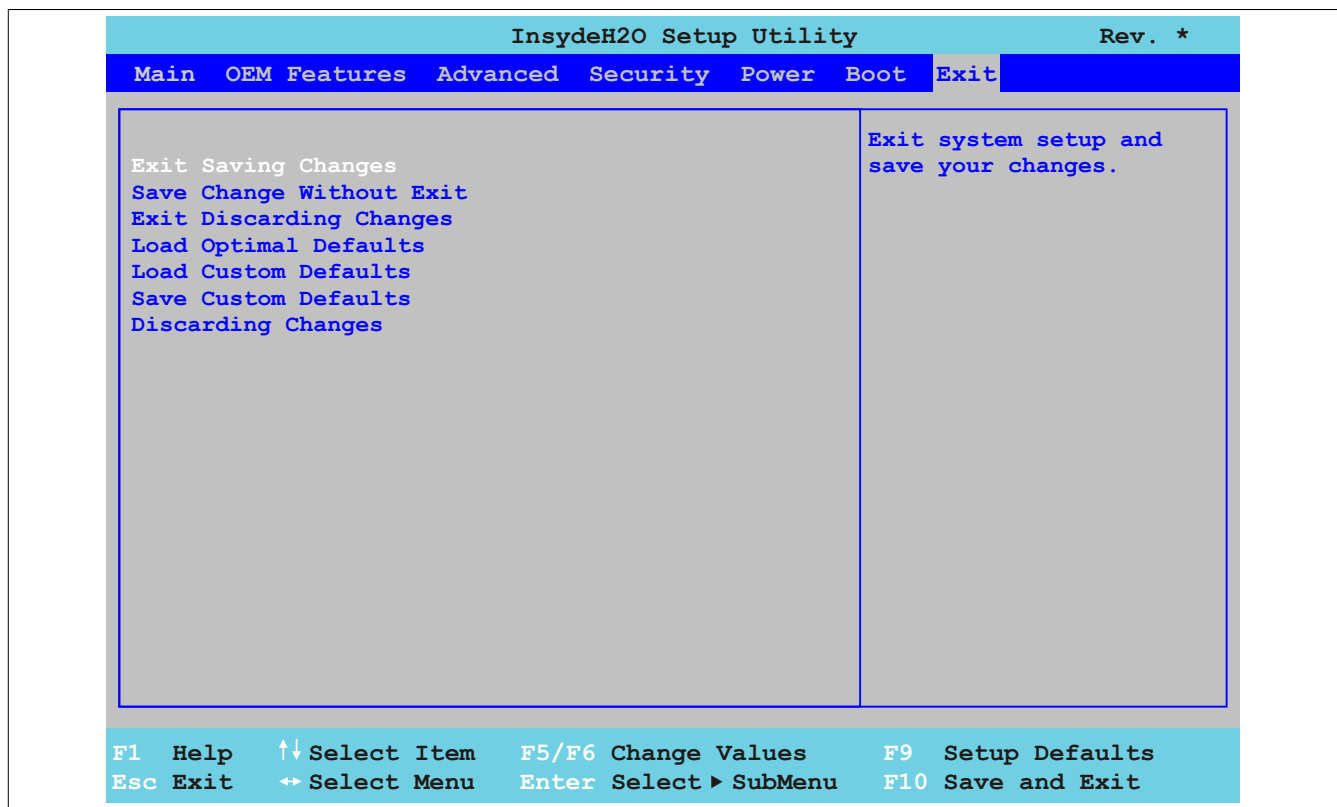 InsydeH2O Setup Utility Rev. *
Main OEM Features Advanced Security Power Boot Exit
Exit Saving Changes
Save Change Without Exit
Exit Discarding Changes
Load Optimal Defaults
Load Custom Defaults
Save Custom Defaults
Discarding Changes
Exit system setup and
save your changes.
F1 Help ↑↓ Select Item F5/F6 Change Values F9 Setup Defaults
Esc Exit ↔ Select Menu Enter Select ▶ SubMenu F10 Save and Exit